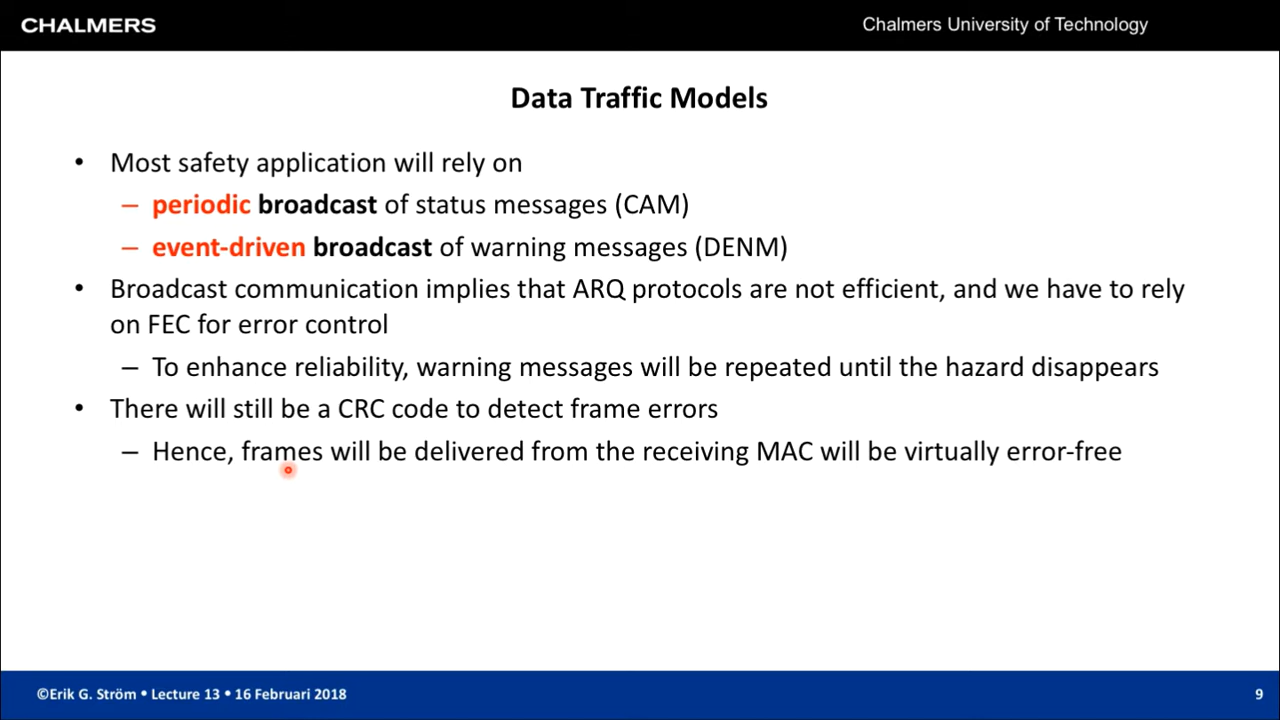 CHALMERS
Chalmers University of Technology
Data Traffic Models
• Most safety application will rely on
– periodic broadcast of status messages (CAM)
– event-driven broadcast of warning messages (DENM)
• Broadcast communication implies that ARQ protocols are not efficient, and we have to rely
on FEC for error control
– To enhance reliability, warning messages will be repeated until the hazard disappears
• There will still be a CRC code to detect frame errors
– Hence, frames will be delivered from the receiving MAC will be virtually error-free
©Erik G. Ström • Lecture 13 • 16 Februari 2018
9